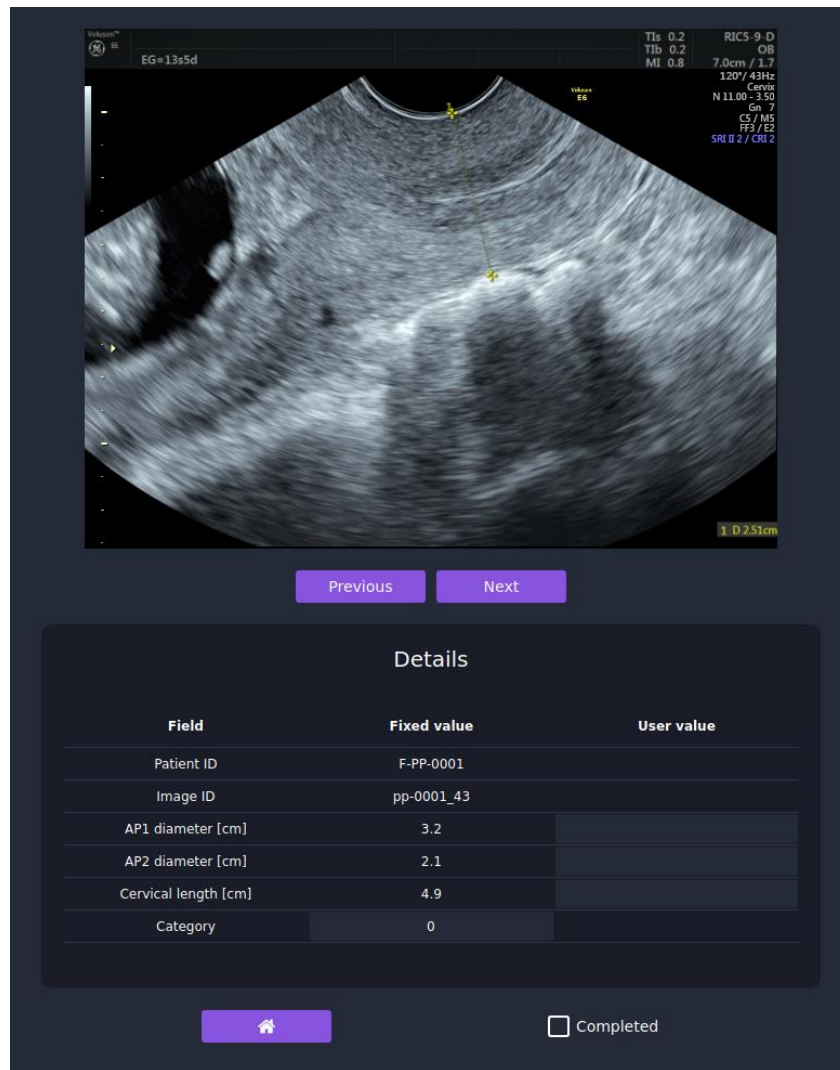 Voluson™
E6
EG=13s5d
TIs 0.2
TIb 0.2
MI 0.8
RIC5-9-D
OB
7.0cm / 1.7
120°/ 43Hz
Cervix
N 11.00 - 3.50
Gn 7
C5 / M5
FF3 / E2
SRI II 2 / CRI 2
Voluson
E6
1
1 D 2.51cm
Previous Next
Details
Field Fixed value User value
Patient ID F-PP-0001
Image ID pp-0001_43
AP1 diameter [cm] 3.2
AP2 diameter [cm] 2.1
Cervical length [cm] 4.9
Category 0
Completed